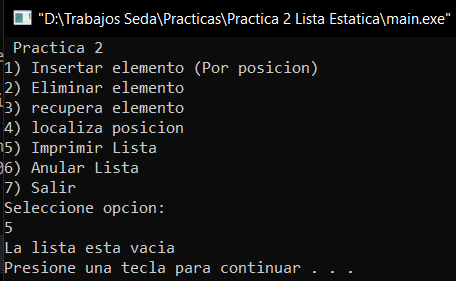 "D:\Trabajos Seda\Practicas\Practica 2 Lista Estatica\main.exe"
Practica 2
1) Insertar elemento (Por posicion)
2) Eliminar elemento
3) recupera elemento
4) localiza posicion
5) Imprimir Lista
6) Anular Lista
7) Salir
Seleccione opcion:
5
La lista esta vacia
Presione una tecla para continuar . . .